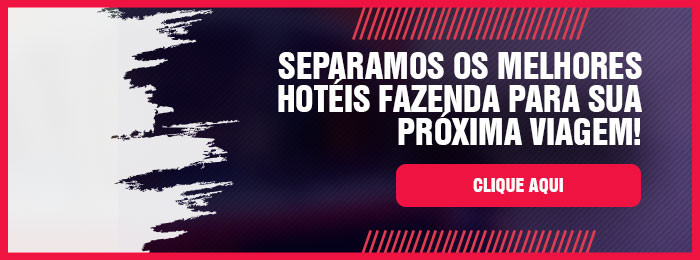 SEPARAMOS OS MELHORES
HOTÉIS FAZENDA PARA SUA
PRÓXIMA VIAGEM!
CLIQUE AQUI